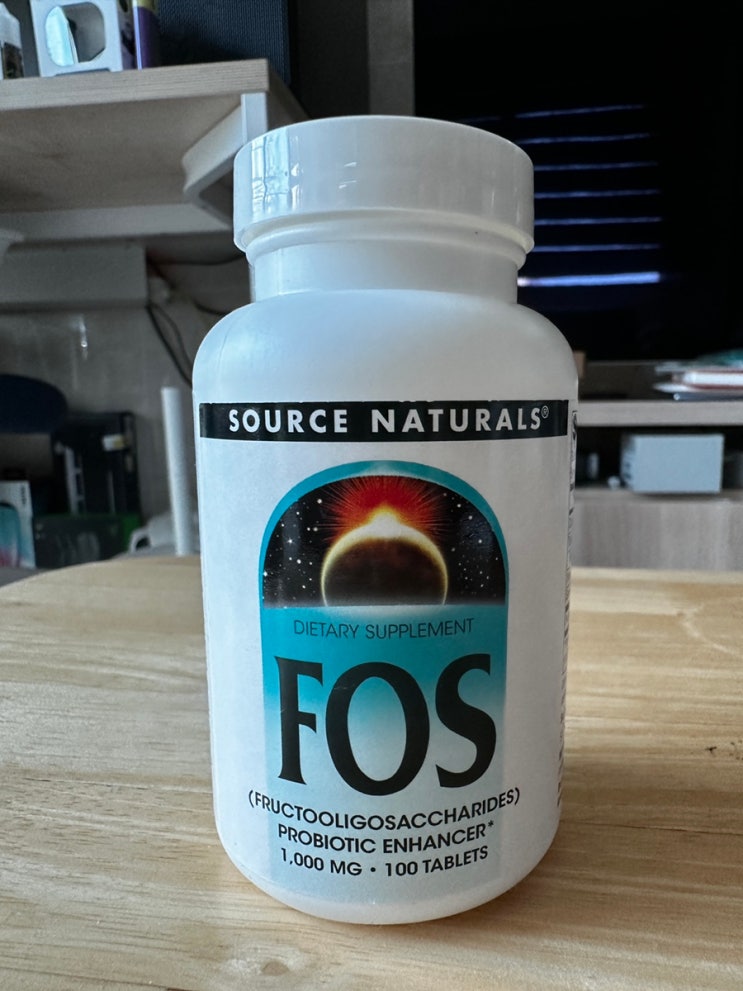 SOURCE NATURALS®
DIETARY SUPPLEMENT
FOS
(FRUCTOOLIGOSACCHARIDES)
PROBIOTIC ENHANCER*
1,000 MG • 100 TABLETS